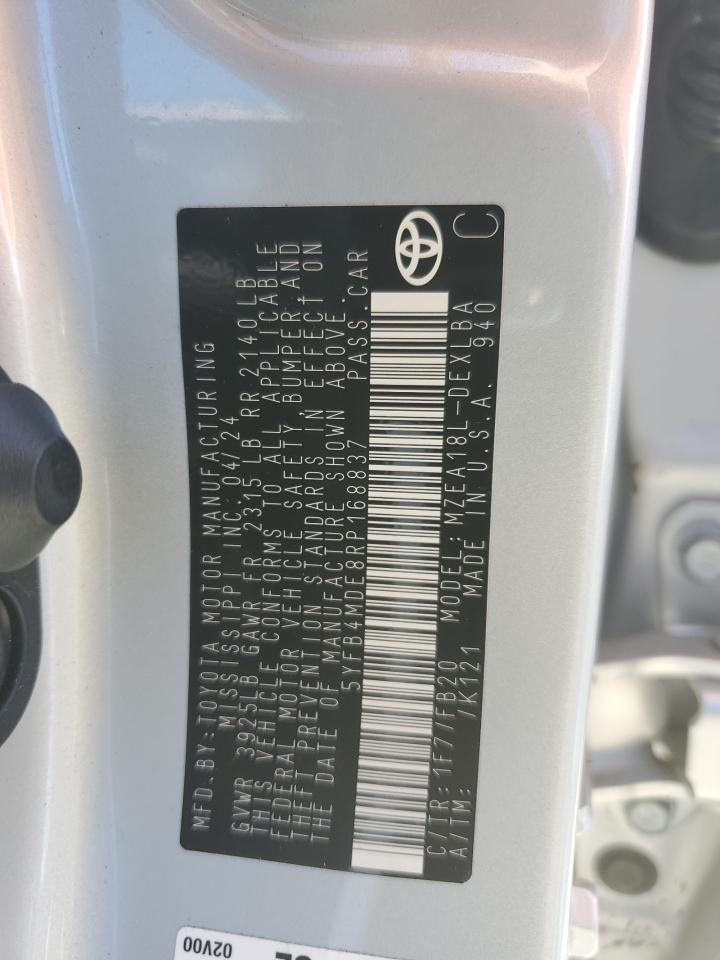 MFD.BY:TOYOTA MOTOR MANUFACTURING
MISSISSIPPI INC. 04/24
GVWR 3925LB GAWR FR 2315 LB RR 2140LB
THIS VEHICLE CONFORMS TO ALL APPLICABLE
FEDERAL MOTOR VEHICLE SAFETY, BUMPER,AND
THEFT PREVENTION STANDARDS IN EFFECT ON
THE DATE OF MANUFACTURE SHOWN ABOVE.
5YFB4MDE8RP168837 PASS.CAR
C/TR:1F7/FB20 MODEL:MZEA18L-DEXLBA
A/TM: /K121 MADE IN U.S.A. 940
C
02V00